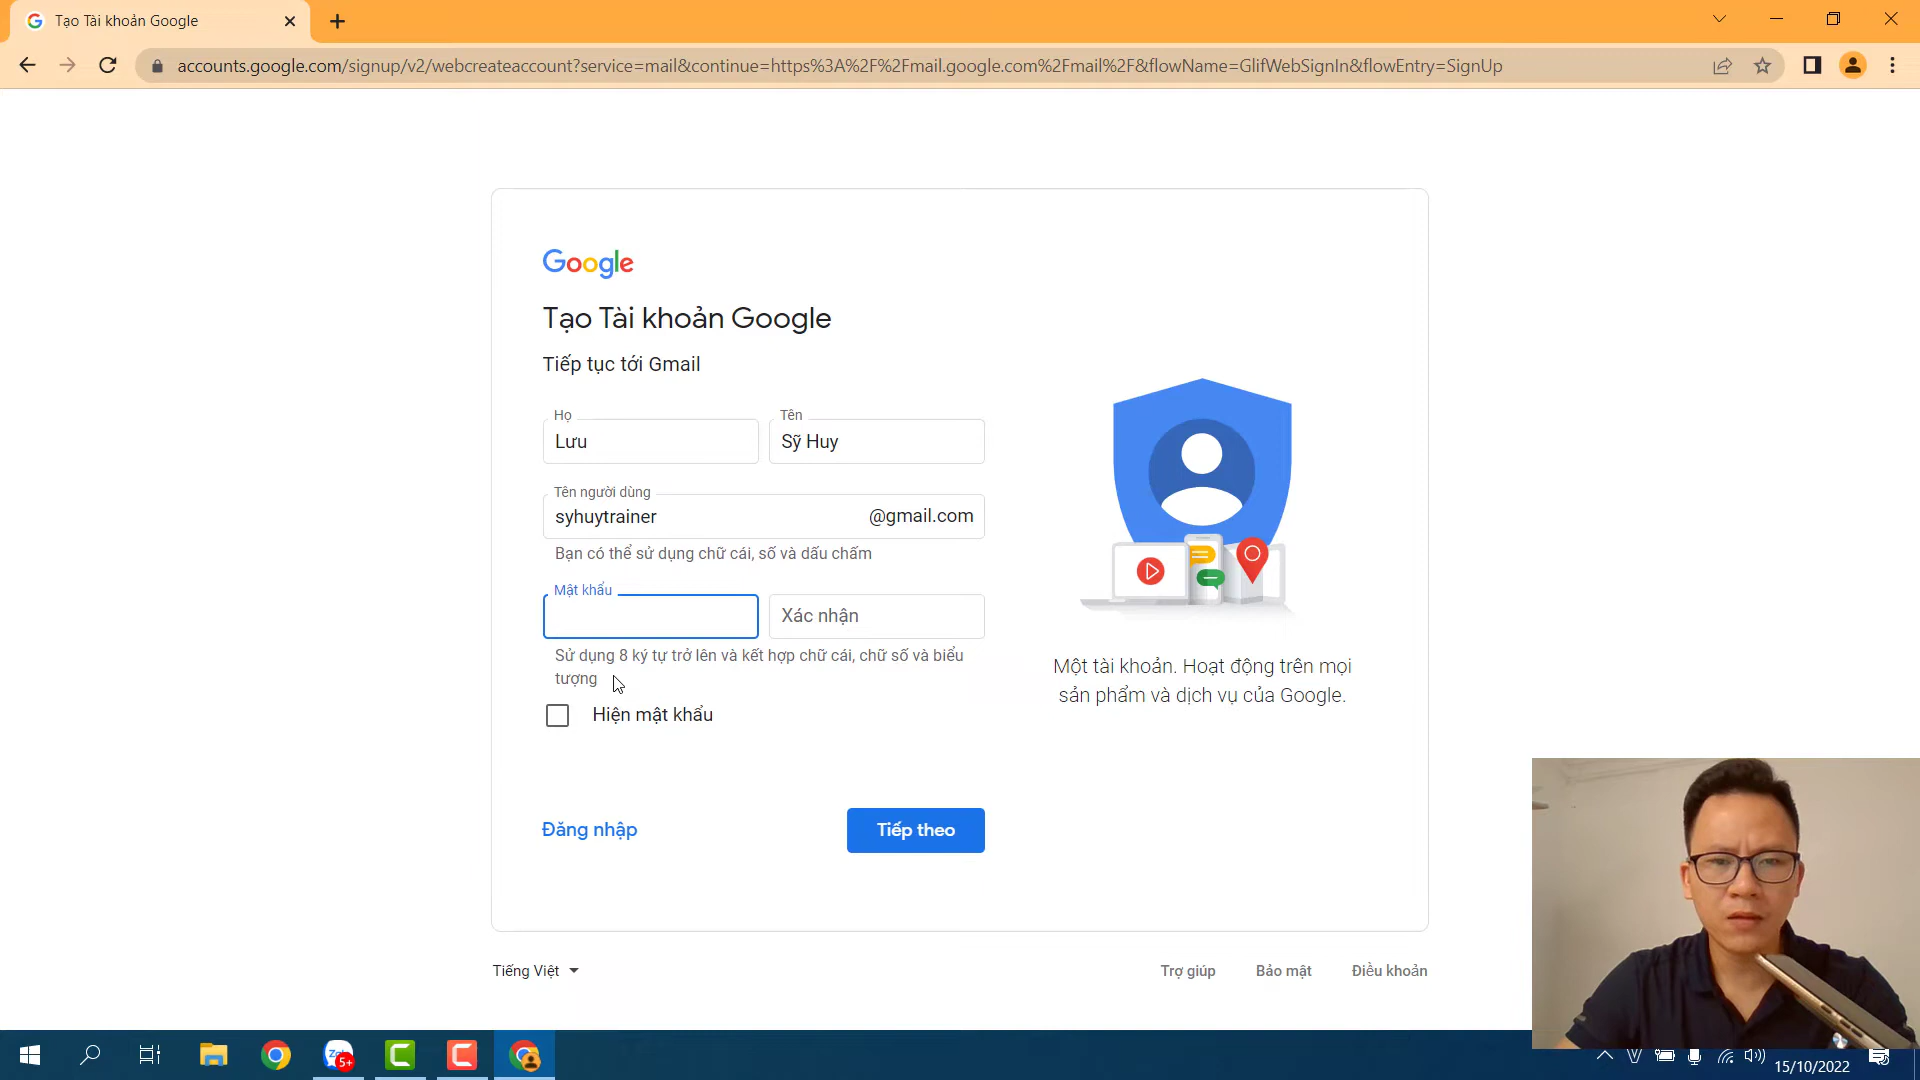 Tạo Tài khoản Google
accounts.google.com/signup/v2/webcreateaccount?service=mail&continue=https%3A%2F%2Fmail.google.com%2Fmail%2F&flowName=GlifWebSignIn&flowEntry=SignUp
Google
Tạo Tài khoản Google
Tiếp tục tới Gmail
Họ
Tên
Lưu
Sỹ Huy
Tên người dùng
syhuytrainer
@gmail.com
Bạn có thể sử dụng chữ cái, số và dấu chấm
Mật khẩu
Xác nhận
Sử dụng 8 ký tự trở lên và kết hợp chữ cái, chữ số và biểu
tượng
Hiện mật khẩu
Một tài khoản. Hoạt động trên mọi
sản phẩm và dịch vụ của Google.
Đăng nhập
Tiếp theo
Tiếng Việt
Trợ giúp
Bảo mật
Điều khoản
5+
V
15/10/2022